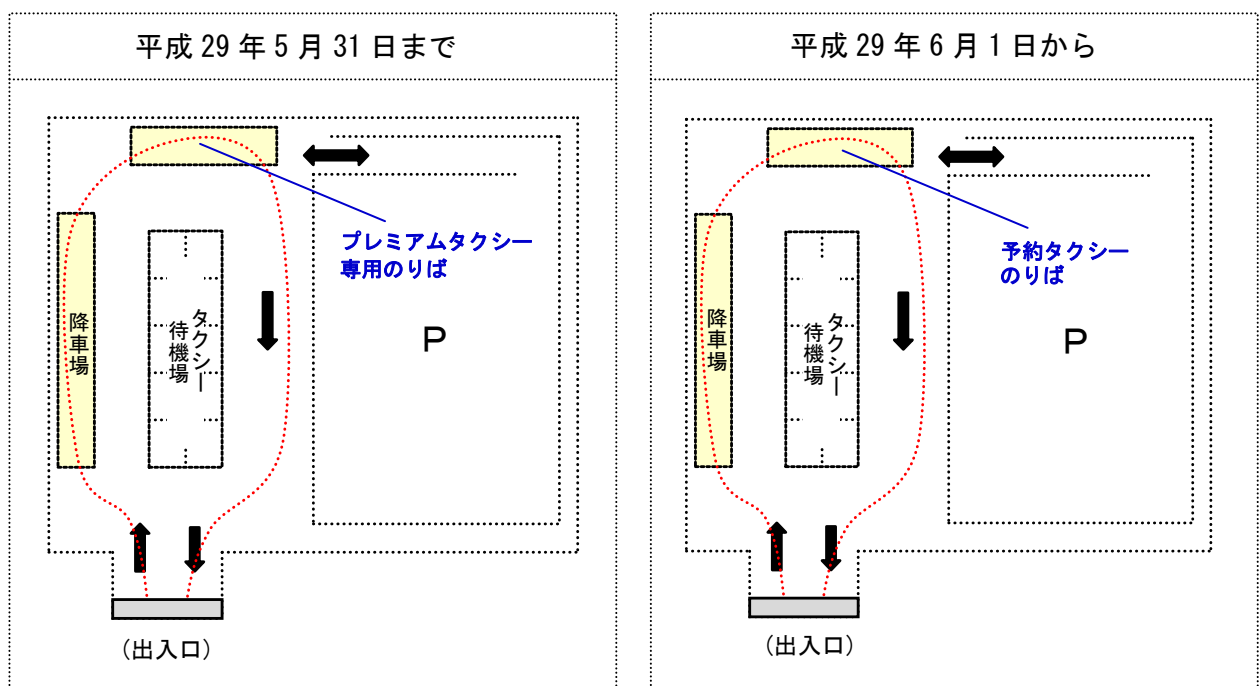 平成 29 年 5 月 31 日まで
プレミアムタクシー
専用のりば
降車場
タクシー
待機場
P
(出入口)
平成 29 年 6 月 1 日から
予約タクシー
のりば
降車場
タクシー
待機場
P
(出入口)